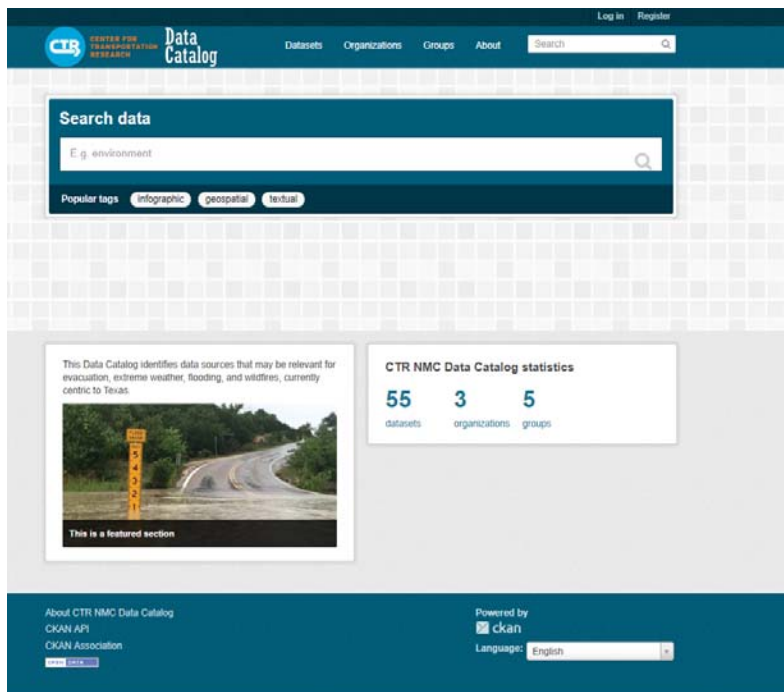 Log in Register
CTR CENTER FOR
TRANSPORTATION
RESEARCH
Data
Catalog
Datasets Organizations Groups About Search
Search data
E.g. environment
Popular tags infographic geospatial textual
This Data Catalog identifies data sources that may be relevant for
evacuation, extreme weather, flooding, and wildfires, currently
centric to Texas.
5
4
3
2
1
This is a featured section
CTR NMC Data Catalog statistics
55 3 5
datasets organizations groups
About CTR NMC Data Catalog
CKAN API
CKAN Association
OPEN DATA
Powered by
ckan
Language: English